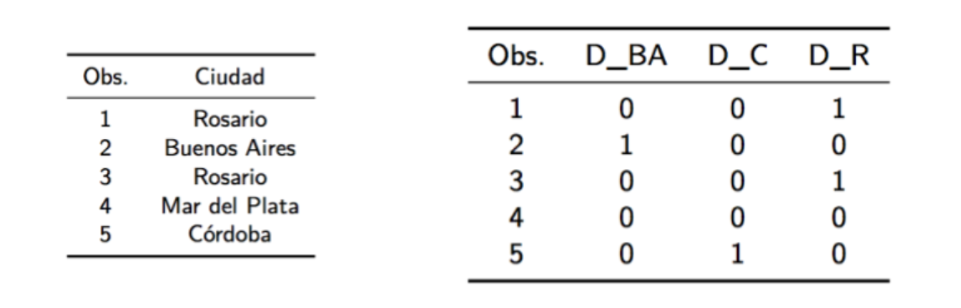 Obs. Ciudad
1 Rosario
2 Buenos Aires
3 Rosario
4 Mar del Plata
5 Córdoba
Obs. D_BA D_C D_R
1 0 0 1
2 1 0 0
3 0 0 1
4 0 0 0
5 0 1 0